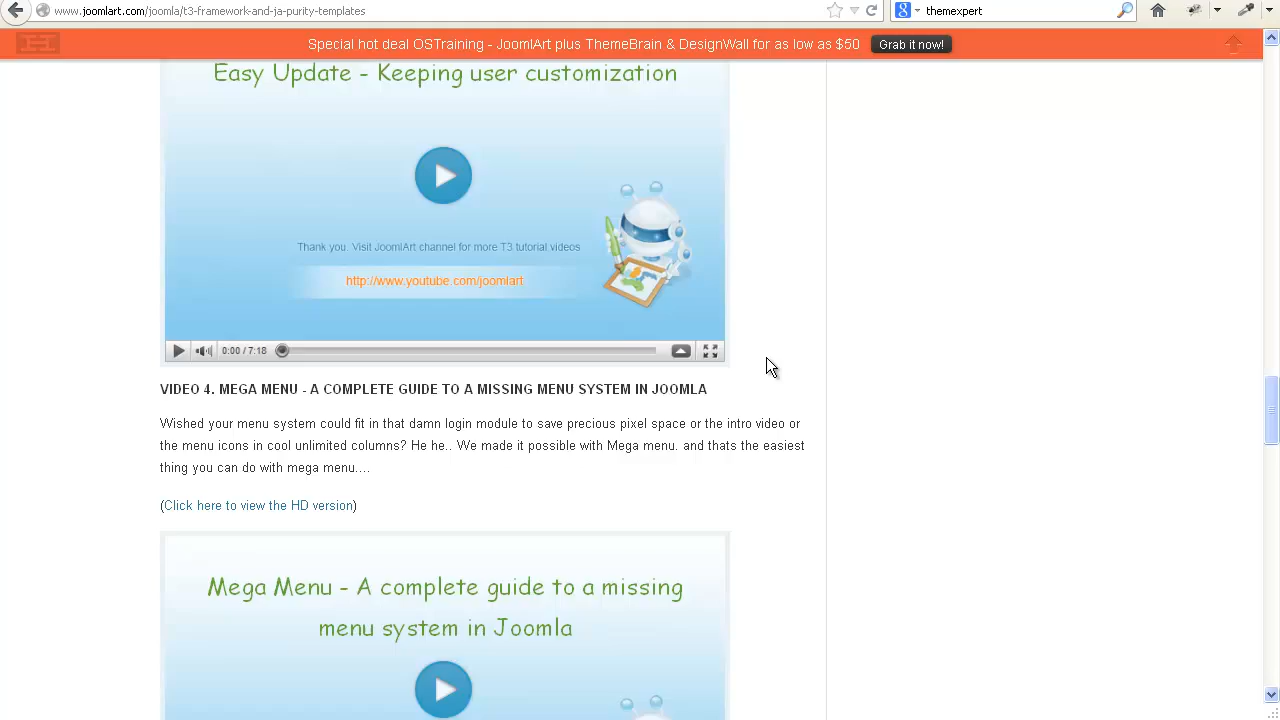 www.joomlart.com/joomla/t3-framework-and-ja-purity-templates
themexpert
Special hot deal OSTraining - JoomlArt plus ThemeBrain & DesignWall for as low as $50
Grab it now!
Easy Update - Keeping user customization
Thank you. Visit JoomlArt channel for more T3 tutorial videos
http://www.youtube.com/joomlart
0:00 / 7:18
VIDEO 4. MEGA MENU - A COMPLETE GUIDE TO A MISSING MENU SYSTEM IN JOOMLA
Wished your menu system could fit in that damn login module to save precious pixel space or the intro video or
the menu icons in cool unlimited columns? He he.. We made it possible with Mega menu. and thats the easiest
thing you can do with mega menu....
(Click here to view the HD version)
Mega Menu - A complete guide to a missing
menu system in Joomla